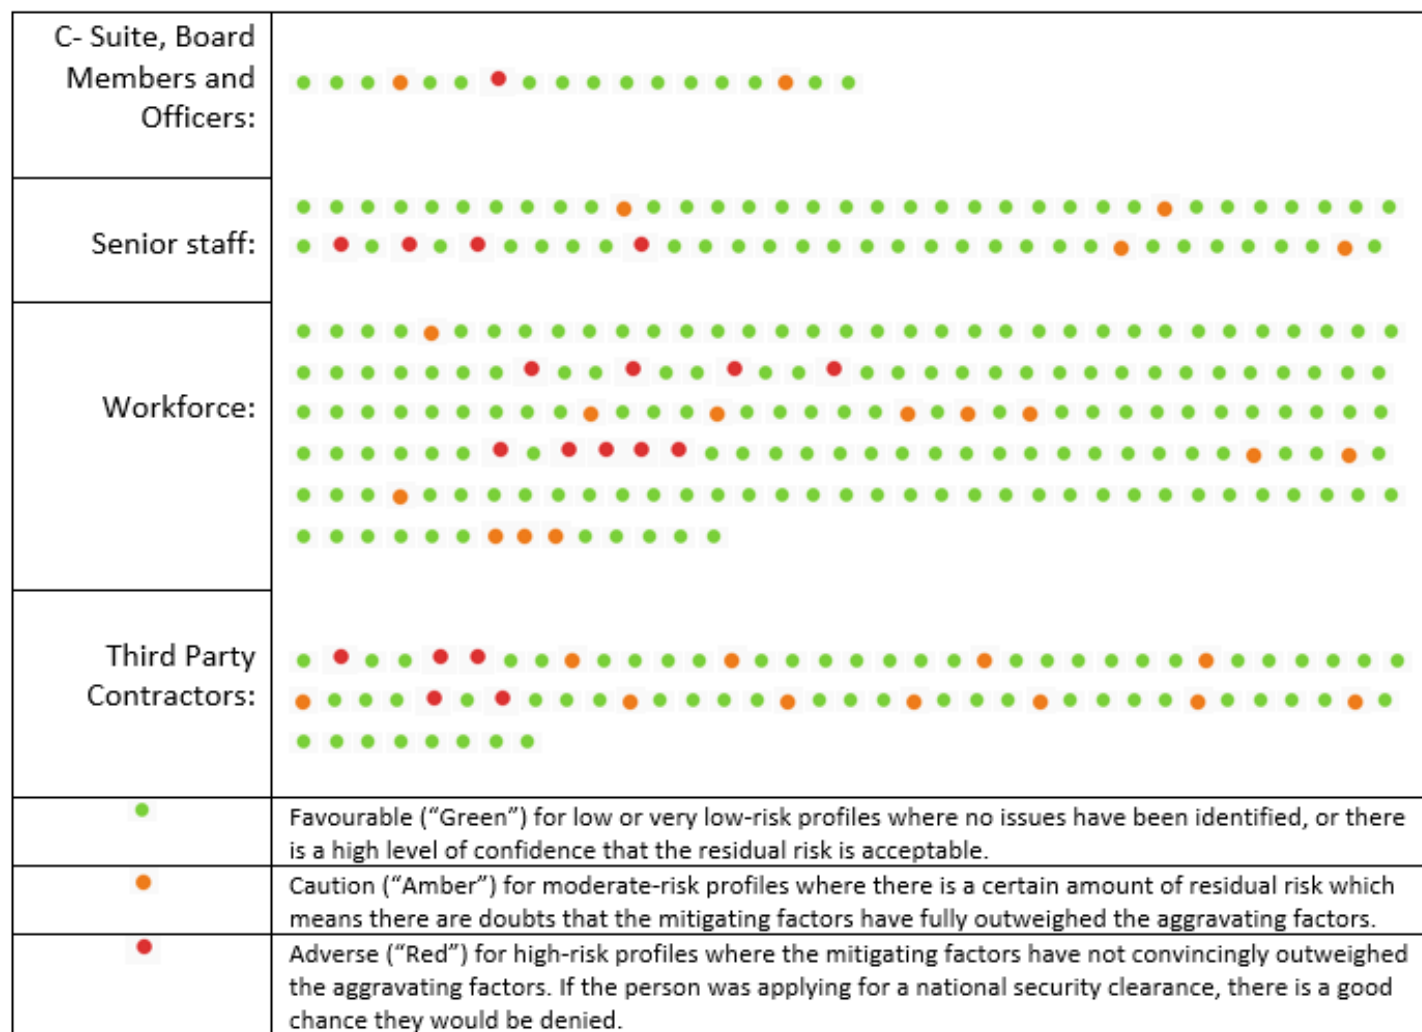 C- Suite, Board
Members and
Officers:
Senior staff:
Workforce:
Third Party
Contractors:
Favourable (“Green”) for low or very low-risk profiles where no issues have been identified, or there
is a high level of confidence that the residual risk is acceptable.
Caution (“Amber”) for moderate-risk profiles where there is a certain amount of residual risk which
means there are doubts that the mitigating factors have fully outweighed the aggravating factors.
Adverse (“Red”) for high-risk profiles where the mitigating factors have not convincingly outweighed
the aggravating factors. If the person was applying for a national security clearance, there is a good
chance they would be denied.